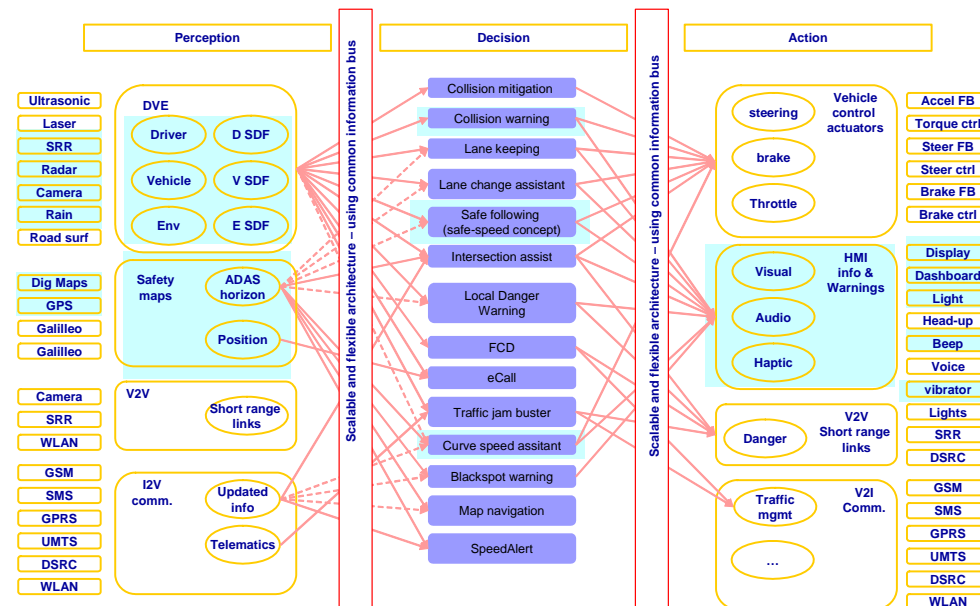 Perception
Decision
Action
Ultrasonic
Laser
SRR
Radar
Camera
Rain
Road surf
Dig Maps
GPS
Galilleo
Galilleo
Camera
SRR
WLAN
GSM
SMS
GPRS
UMTS
DSRC
WLAN
DVE
Driver
D SDF
Vehicle
V SDF
Env
E SDF
Safety
maps
ADAS
horizon
Position
V2V
Short range
links
I2V
comm.
Updated
info
Telematics
Scalable and flexible architecture – using common information bus
Collision mitigation
Collision warning
Lane keeping
Lane change assistant
Safe following
(safe-speed concept)
Intersection assist
Local Danger
Warning
FCD
eCall
Traffic jam buster
Curve speed assitant
Blackspot warning
Map navigation
SpeedAlert
Scalable and flexible architecture – using common information bus
steering
brake
Throttle
Vehicle
control
actuators
Visual
Audio
Haptic
HMI
info &
Warnings
Danger
V2V
Short range
links
Traffic
mgmt
...
V2I
Comm.
Accel FB
Torque ctrl
Steer FB
Steer ctrl
Brake FB
Brake ctrl
Display
Dashboard
Light
Head-up
Beep
Voice
vibrator
Lights
SRR
DSRC
GSM
SMS
GPRS
UMTS
DSRC
WLAN